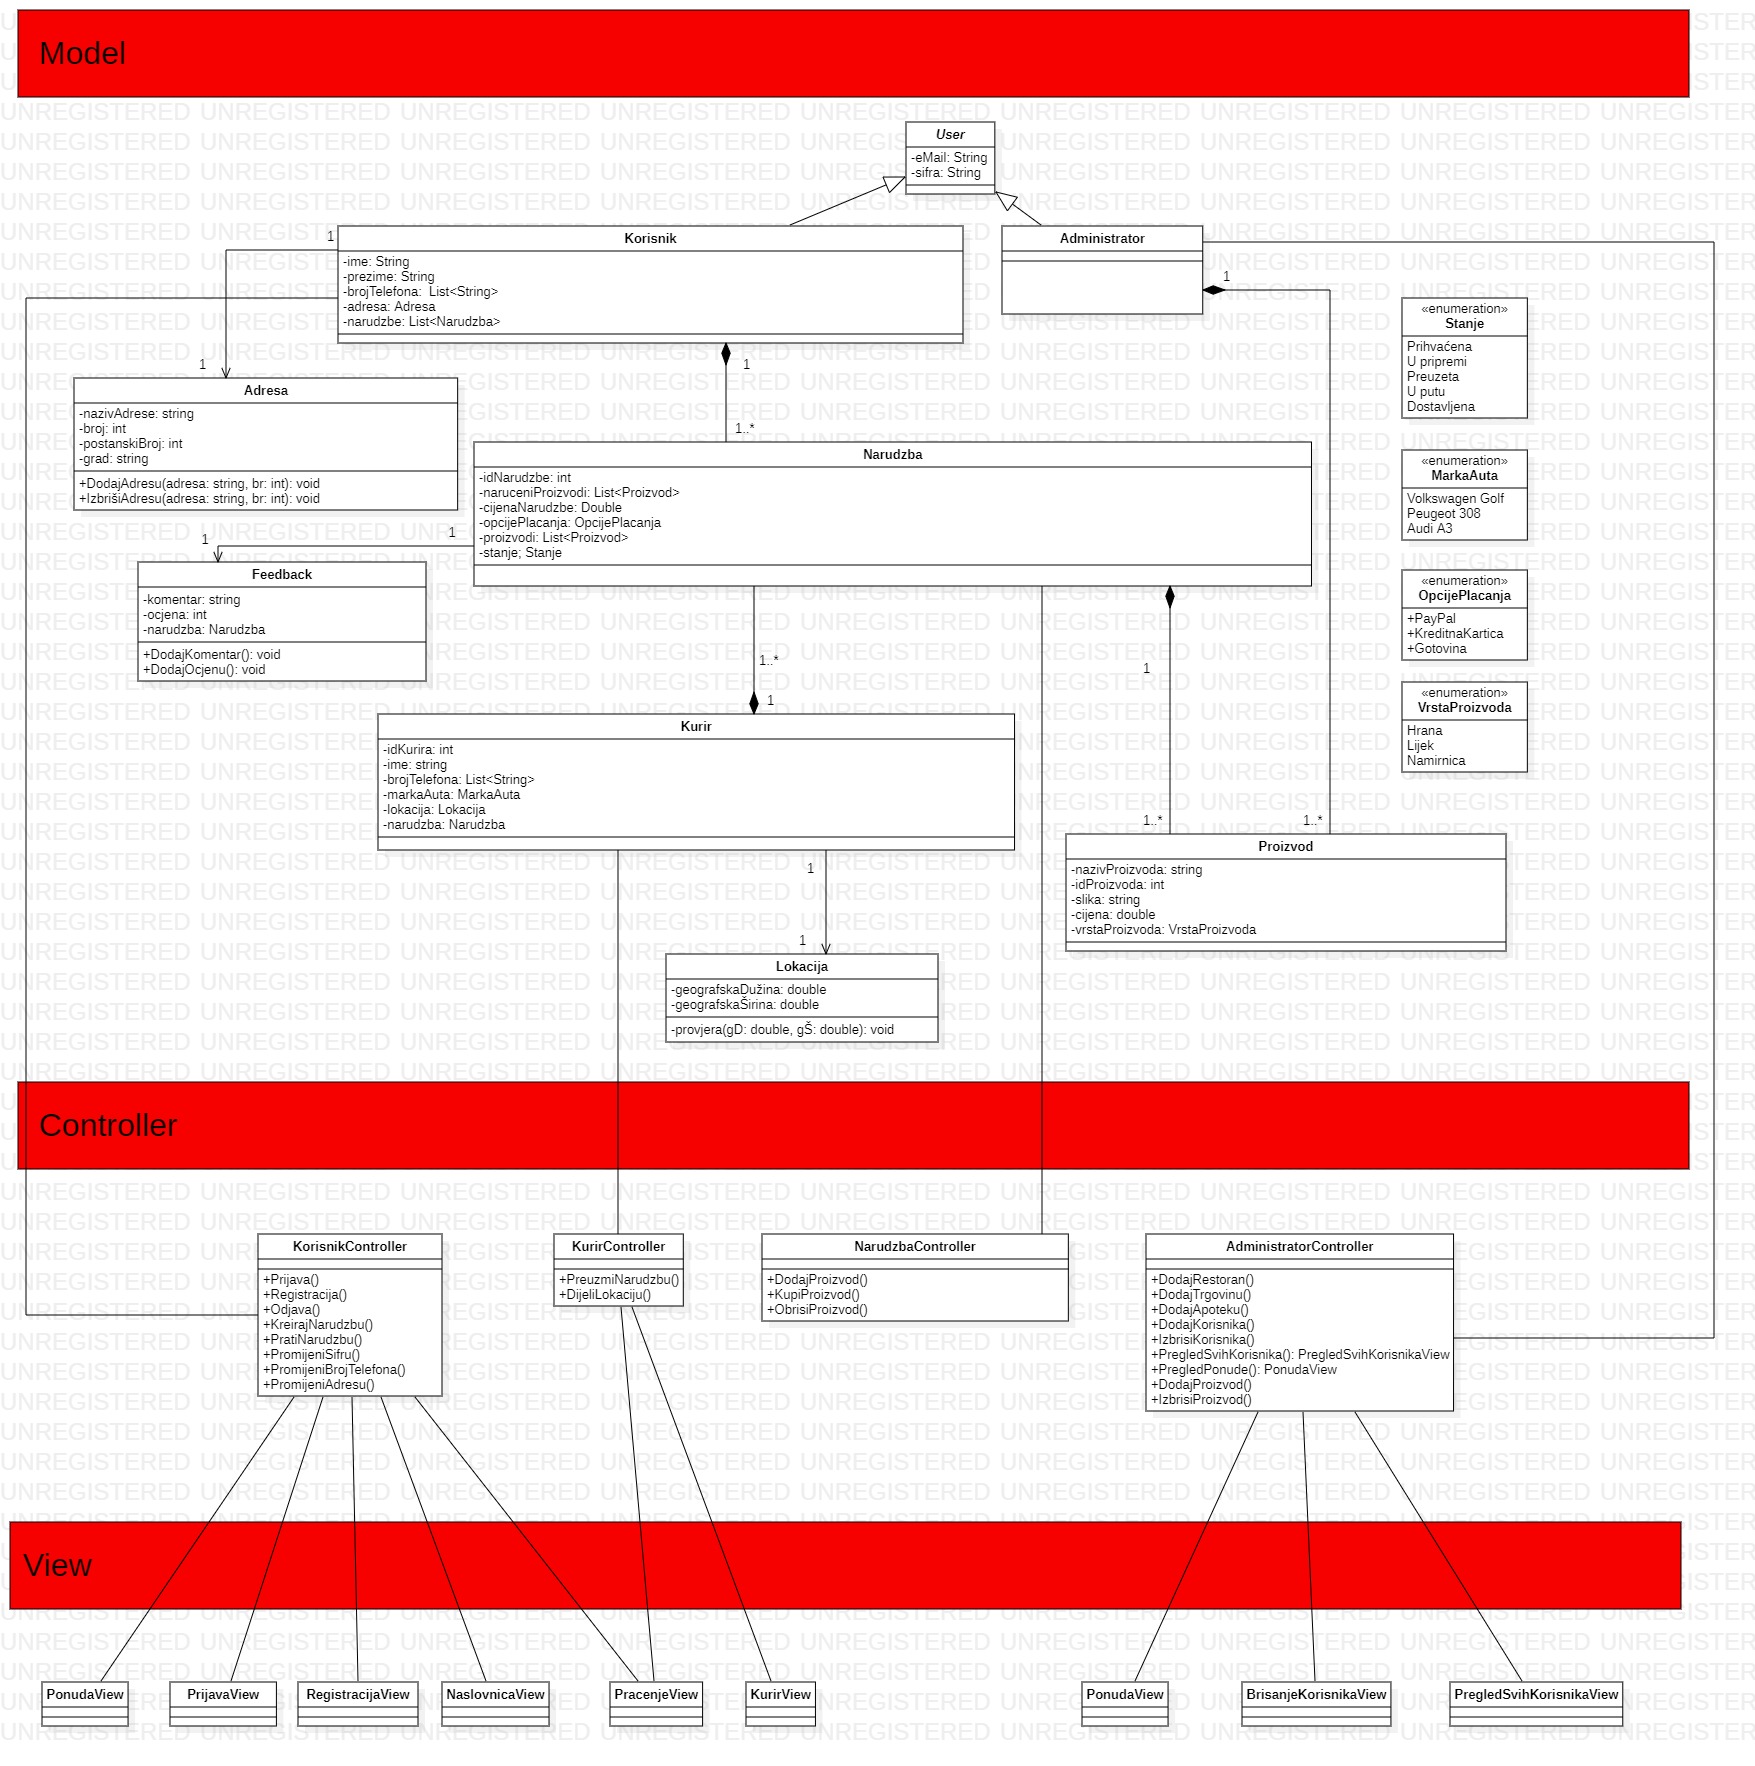 Model
User
-eMail: String
-sifra: String
1
Korisnik
-ime: String
-prezime: String
-brojTelefona:  List<String>
-adresa: Adresa
-narudzbe: List<Narudzba>
Administrator
1
«enumeration»
Stanje
Prihvaćena
U pripremi
Preuzeta
U putu
Dostavljena
1
1
Adresa
-nazivAdrese: string
-broj: int
-postanskiBroj: int
-grad: string
+DodajAdresu(adresa: string, br: int): void
+IzbrišiAdresu(adresa: string, br: int): void
1..*
Narudzba
-idNarudzbe: int
-naruceniProizvodi: List<Proizvod>
-cijenaNarudzbe: Double
-opcijePlacanja: OpcijePlacanja
-proizvodi: List<Proizvod>
-stanje; Stanje
«enumeration»
MarkaAuta
Volkswagen Golf
Peugeot 308
Audi A3
1
1
Feedback
-komentar: string
-ocjena: int
-narudzba: Narudzba
+DodajKomentar(): void
+DodajOcjenu(): void
«enumeration»
OpcijePlacanja
+PayPal
+KreditnaKartica
+Gotovina
1..*
1
1
«enumeration»
VrstaProizvoda
Hrana
Lijek
Namirnica
Kurir
-idKurira: int
-ime: string
-brojTelefona: List<String>
-markaAuta: MarkaAuta
-lokacija: Lokacija
-narudzba: Narudzba
1..*
1..*
Proizvod
-nazivProizvoda: string
-idProizvoda: int
-slika: string
-cijena: double
-vrstaProizvoda: VrstaProizvoda
1
1
Lokacija
-geografskaDužina: double
-geografskaŠirina: double
-provjera(gD: double, gŠ: double): void
Controller
KorisnikController
+Prijava()
+Registracija()
+Odjava()
+KreirajNarudzbu()
+PratiNarudzbu()
+PromijeniSifru()
+PromijeniBrojTelefona()
+PromijeniAdresu()
KurirController
+PreuzmiNarudzbu()
+DijeliLokaciju()
NarudzbaController
+DodajProizvod()
+KupiProizvod()
+ObrisiProizvod()
AdministratorController
+DodajRestoran()
+DodajTrgovinu()
+DodajApoteku()
+DodajKorisnika()
+IzbrisiKorisnika()
+PregledSvihKorisnika(): PregledSvihKorisnikaView
+PregledPonude(): PonudaView
+DodajProizvod()
+IzbrisiProizvod()
View
PonudaView
PrijavaView
RegistracijaView
NaslovnicaView
PracenjeView
KurirView
PonudaView
BrisanjeKorisnikaView
PregledSvihKorisnikaView